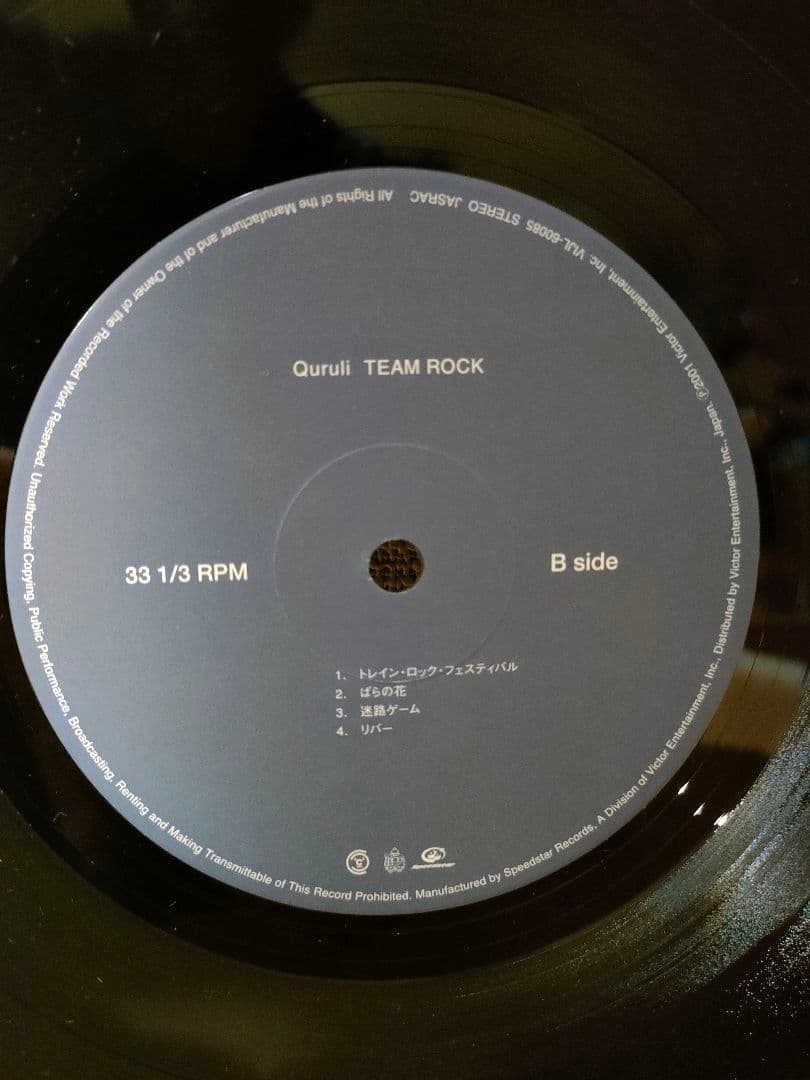 Quruli TEAM ROCK
33 1/3 RPM
B side
1. トレイン・ロック・フェスティバル
2. ばらの花
3. 迷路ゲーム
4. リバー
All Rights of the Manufacturer and of the Owner of the Recorded Work Reserved. Unauthorized Copying, Public Performance, Broadcasting, Renting and Making Transmittable of This Record Prohibited. Manufactured by Speedstar Records, A Division of Victor Entertainment, Inc., Distributed by Victor Entertainment, Inc., Japan. ℗2001 Victor Entertainment, Inc. VIJL-60085 STEREO JASRAC